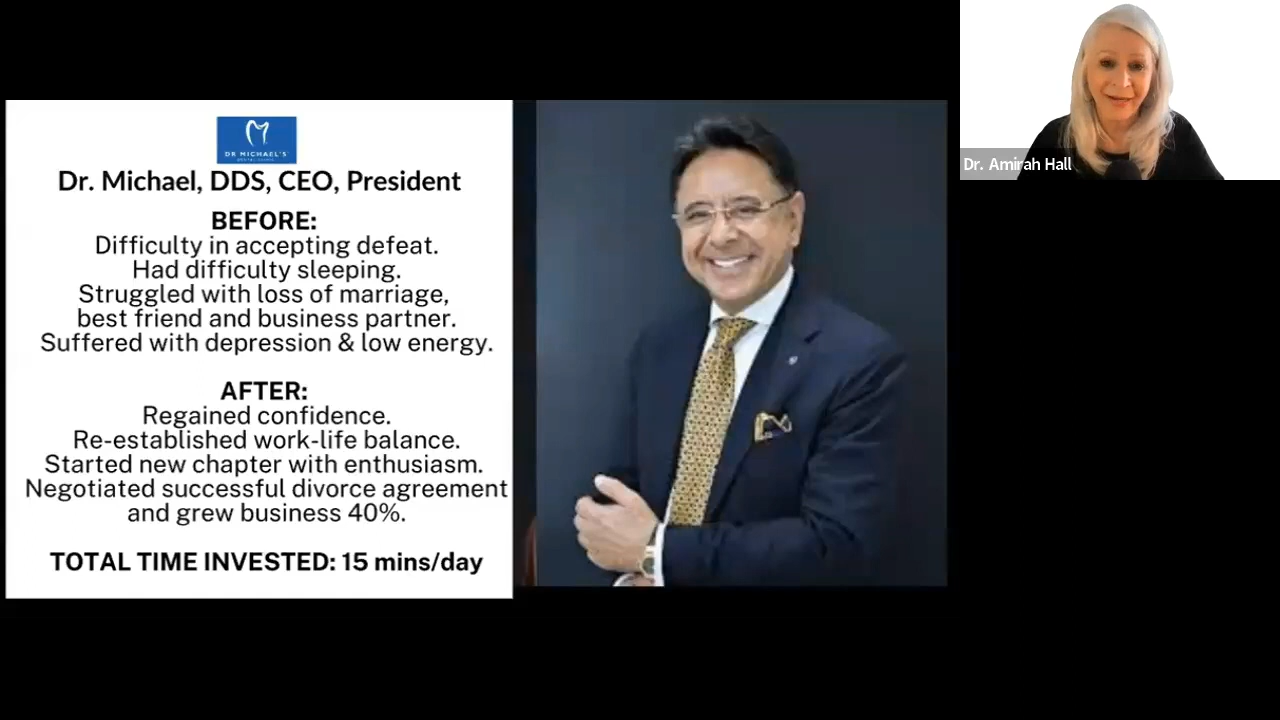 DR MICHAEL'S
DENTAL CLINIC
Dr. Michael, DDS, CEO, President
BEFORE:
Difficulty in accepting defeat.
Had difficulty sleeping.
Struggled with loss of marriage,
best friend and business partner.
Suffered with depression & low energy.
AFTER:
Regained confidence.
Re-established work-life balance.
Started new chapter with enthusiasm.
Negotiated successful divorce agreement
and grew business 40%.
TOTAL TIME INVESTED: 15 mins/day
Dr. Amirah Hall